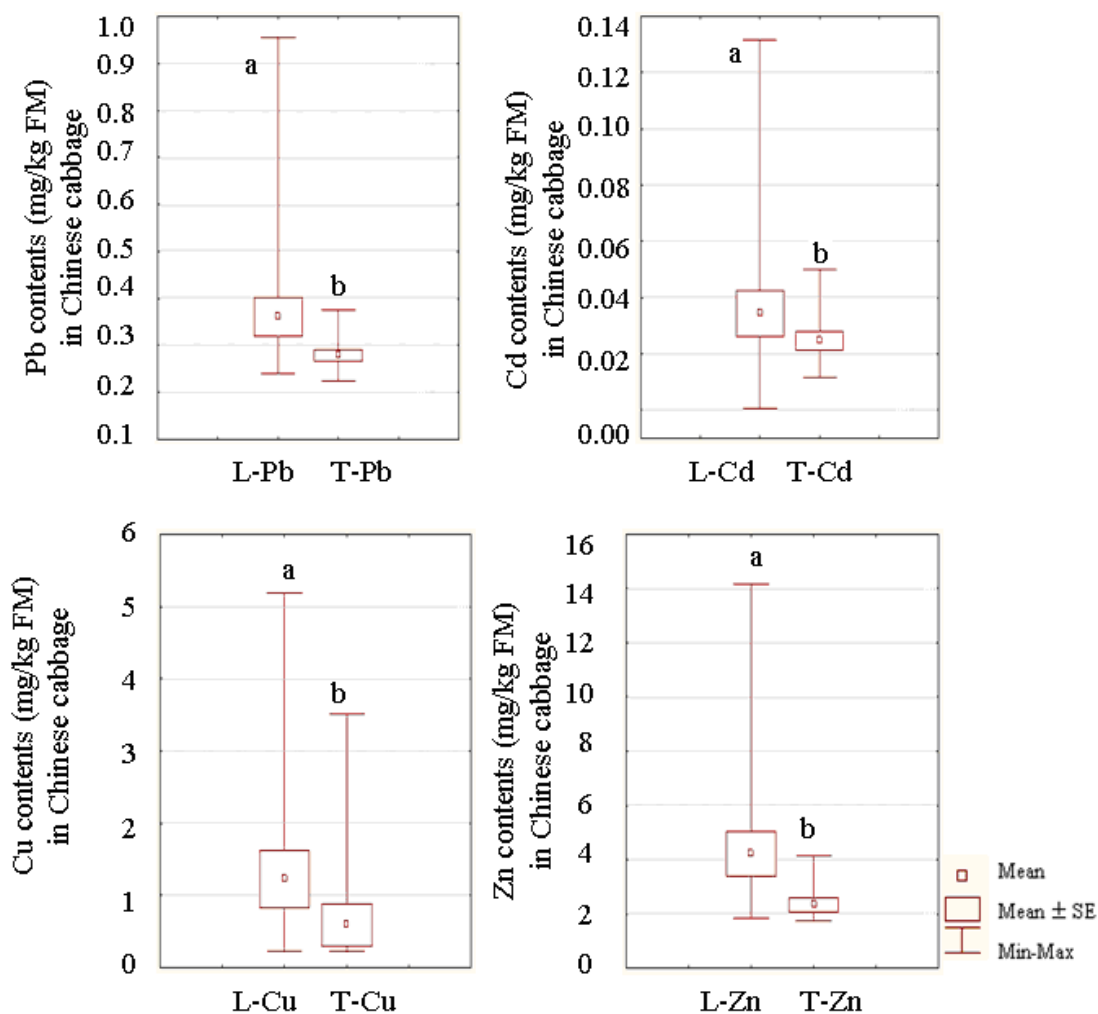 Pb contents (mg/kg FM)
in Chinese cabbage
1.0
0.9
0.8
0.7
0.6
0.5
0.4
0.3
0.2
0.1
a
b
L-Pb T-Pb
Cd contents (mg/kg FM)
in Chinese cabbage
0.14
0.12
0.10
0.08
0.06
0.04
0.02
0.00
a
b
L-Cd T-Cd
Cu contents (mg/kg FM)
in Chinese cabbage
6
5
4
3
2
1
0
a
b
L-Cu T-Cu
Zn contents (mg/kg FM)
in Chinese cabbage
16
14
12
10
8
6
4
2
0
a
b
L-Zn T-Zn
Mean
Mean ± SE
Min-Max